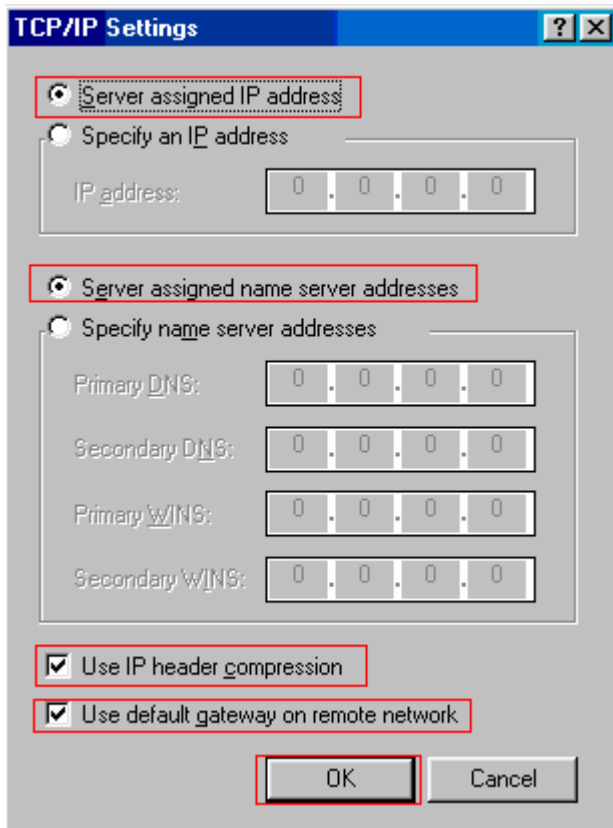 TCP/IP Settings
Server assigned IP address
Specify an IP address
IP address: 0 . 0 . 0 . 0
Server assigned name server addresses
Specify name server addresses
Primary DNS: 0 . 0 . 0 . 0
Secondary DNS: 0 . 0 . 0 . 0
Primary WINS: 0 . 0 . 0 . 0
Secondary WINS: 0 . 0 . 0 . 0
Use IP header compression
Use default gateway on remote network
OK Cancel